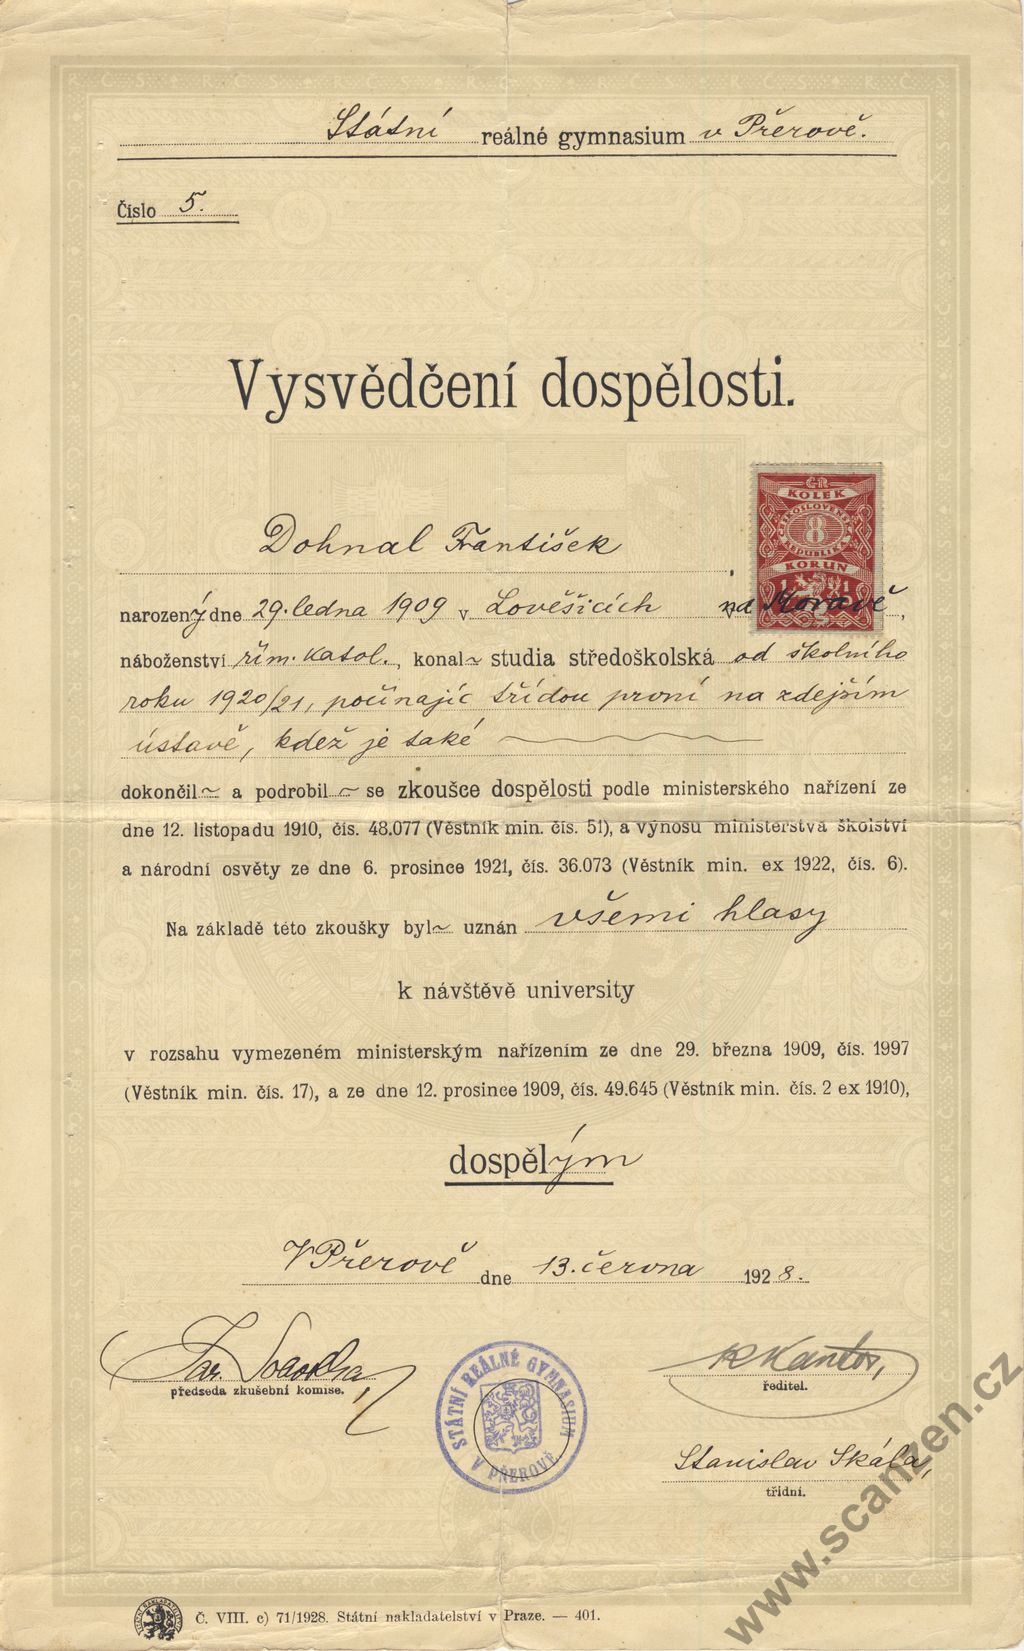 Státní reálné gymnasium v Přerově.
Číslo 5.
Vysvědčení dospělosti.
ČR
KOLEK
ČESKOSLOVENSKÁ
8
REPUBLIKA
KORUN
Dohnal František,
narozený dne 29. ledna 1909 v Lověšicích na Moravě,
náboženství řím. katol., konal~ studia středoškolská od školního
roku 1920/21, počínajíc třídou první na zdejším
ústavě, kdež je také
dokončil~ a podrobil~ se zkoušce dospělosti podle ministerského nařízení ze
dne 12. listopadu 1910, čís. 48.077 (Věstník min. čís. 51), a výnosu ministerstva školství
a národní osvěty ze dne 6. prosince 1921, čís. 36.073 (Věstník min. ex 1922, čís. 6).
Na základě této zkoušky byl~ uznán všemi hlasy
k návštěvě university
v rozsahu vymezeném ministerským nařízením ze dne 29. března 1909, čís. 1997
(Věstník min. čís. 17), a ze dne 12. prosince 1909, čís. 49.645 (Věstník min. čís. 2 ex 1910),
dospělým
V Přerově dne 13. června 1928.
Jar.
předseda zkušební komise.
STÁTNÍ REÁLNÉ GYMNASIUM
V PŘEROVĚ.
K Kantor,
ředitel.
Stanislav Skála,
třídní.
Č. VIII. c) 71/1928. Státní nakladatelství v Praze. — 401.
www.scanzen.cz